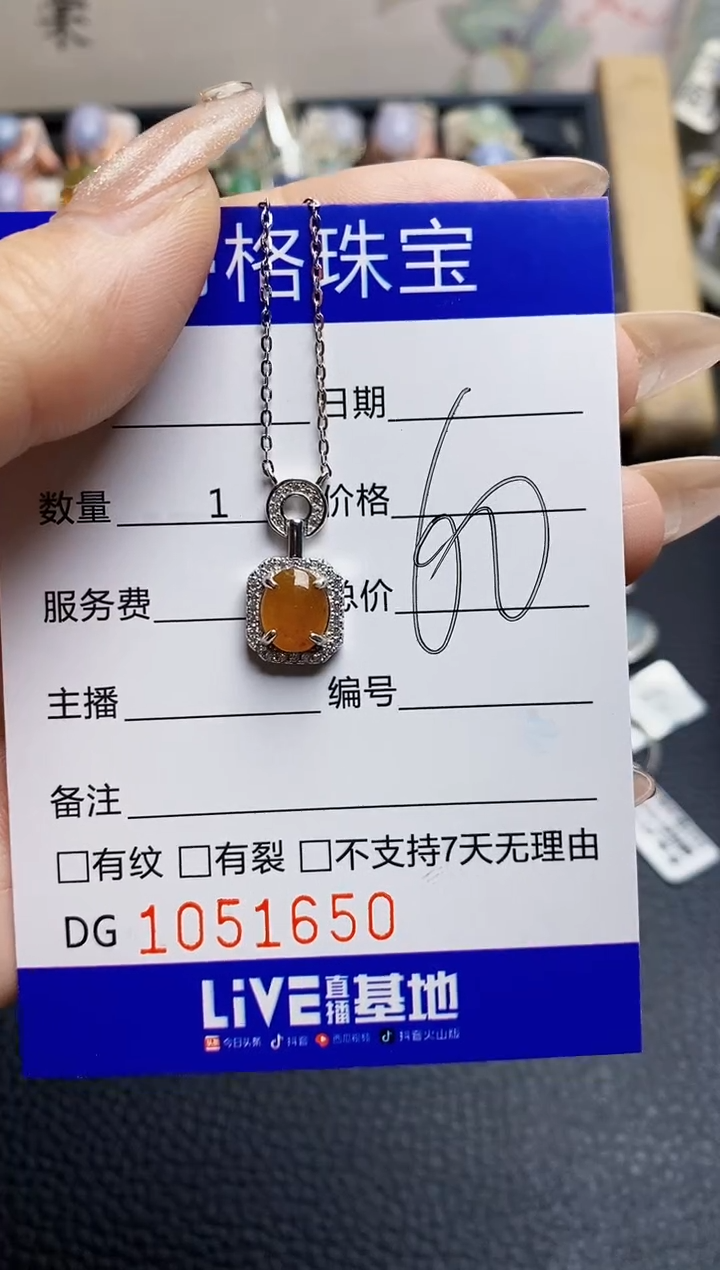 格珠宝
日期
数量 1 价格 60
服务费 总价
主播 编号
备注
□有纹 □有裂 □不支持7天无理由
DG 1051650
LiVE直播基地
今日头条 抖音 西瓜视频 抖音火山版